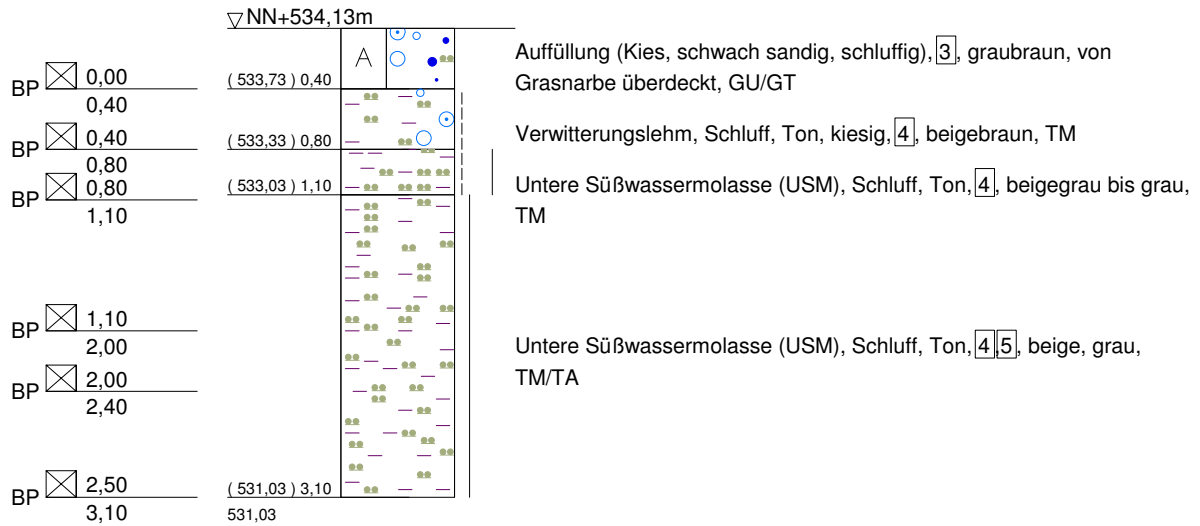 NN+534,13m
A
Auffüllung (Kies, schwach sandig, schluffig), 3, graubraun, von
Grasnarbe überdeckt, GU/GT
BP 0,00
0,40
( 533,73 ) 0,40
BP 0,40
0,80
( 533,33 ) 0,80
Verwitterungslehm, Schluff, Ton, kiesig, 4, beigebraun, TM
BP 0,80
1,10
( 533,03 ) 1,10
Untere Süßwassermolasse (USM), Schluff, Ton, 4, beigegrau bis grau,
TM
BP 1,10
2,00
Untere Süßwassermolasse (USM), Schluff, Ton, 4 5, beige, grau,
TM/TA
BP 2,00
2,40
BP 2,50
3,10
( 531,03 ) 3,10
531,03